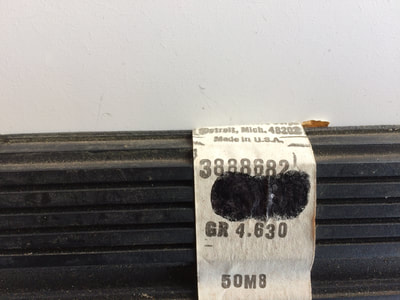 Detroit, Mich. 48202
Made in U.S.A.
3888682
GR 4.630
50M8